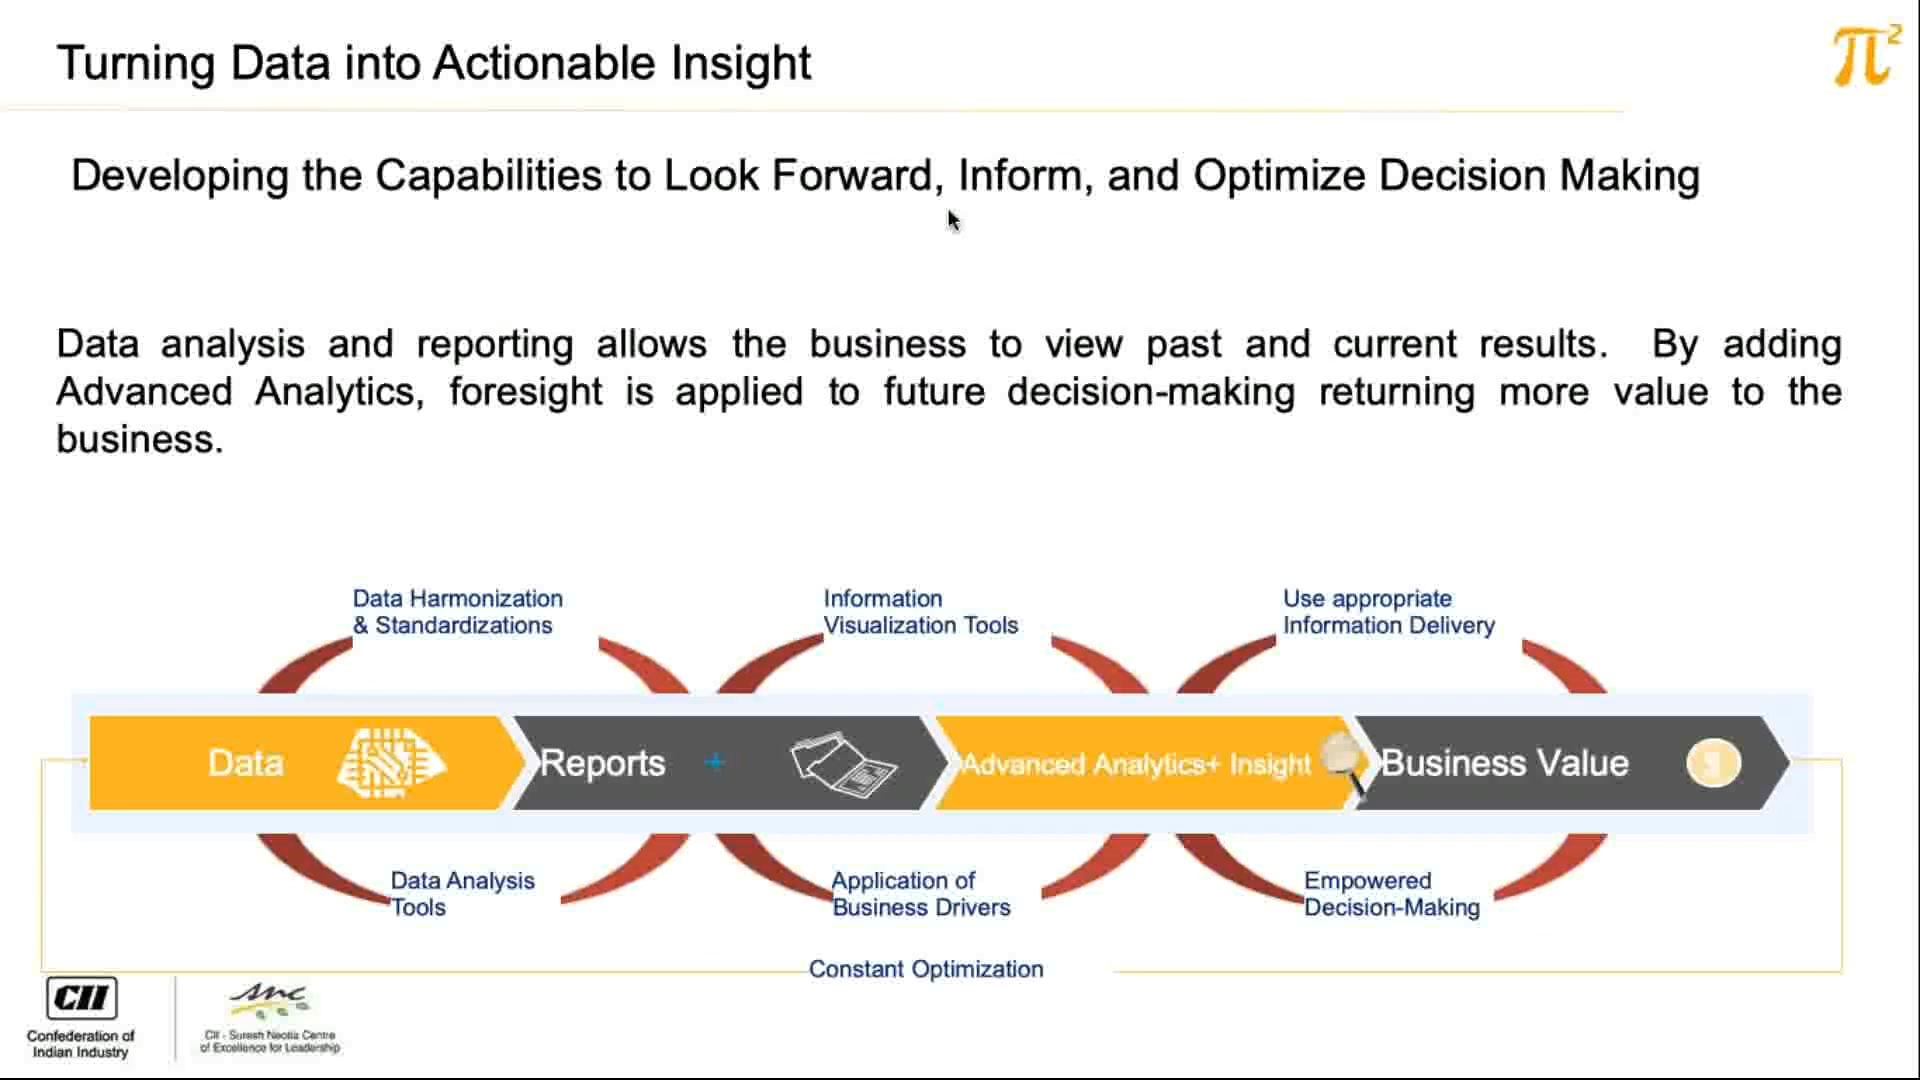 Turning Data into Actionable Insight
π²
Developing the Capabilities to Look Forward, Inform, and Optimize Decision Making
Data analysis and reporting allows the business to view past and current results. By adding
Advanced Analytics, foresight is applied to future decision-making returning more value to the
business.
Data Harmonization
& Standardizations
Information
Visualization Tools
Use appropriate
Information Delivery
Data
Reports +
Advanced Analytics+ Insight
Business Value
Data Analysis
Tools
Application of
Business Drivers
Empowered
Decision-Making
Constant Optimization
CII
Confederation of
Indian Industry
snc
CII - Suresh Neotia Centre
of Excellence for Leadership